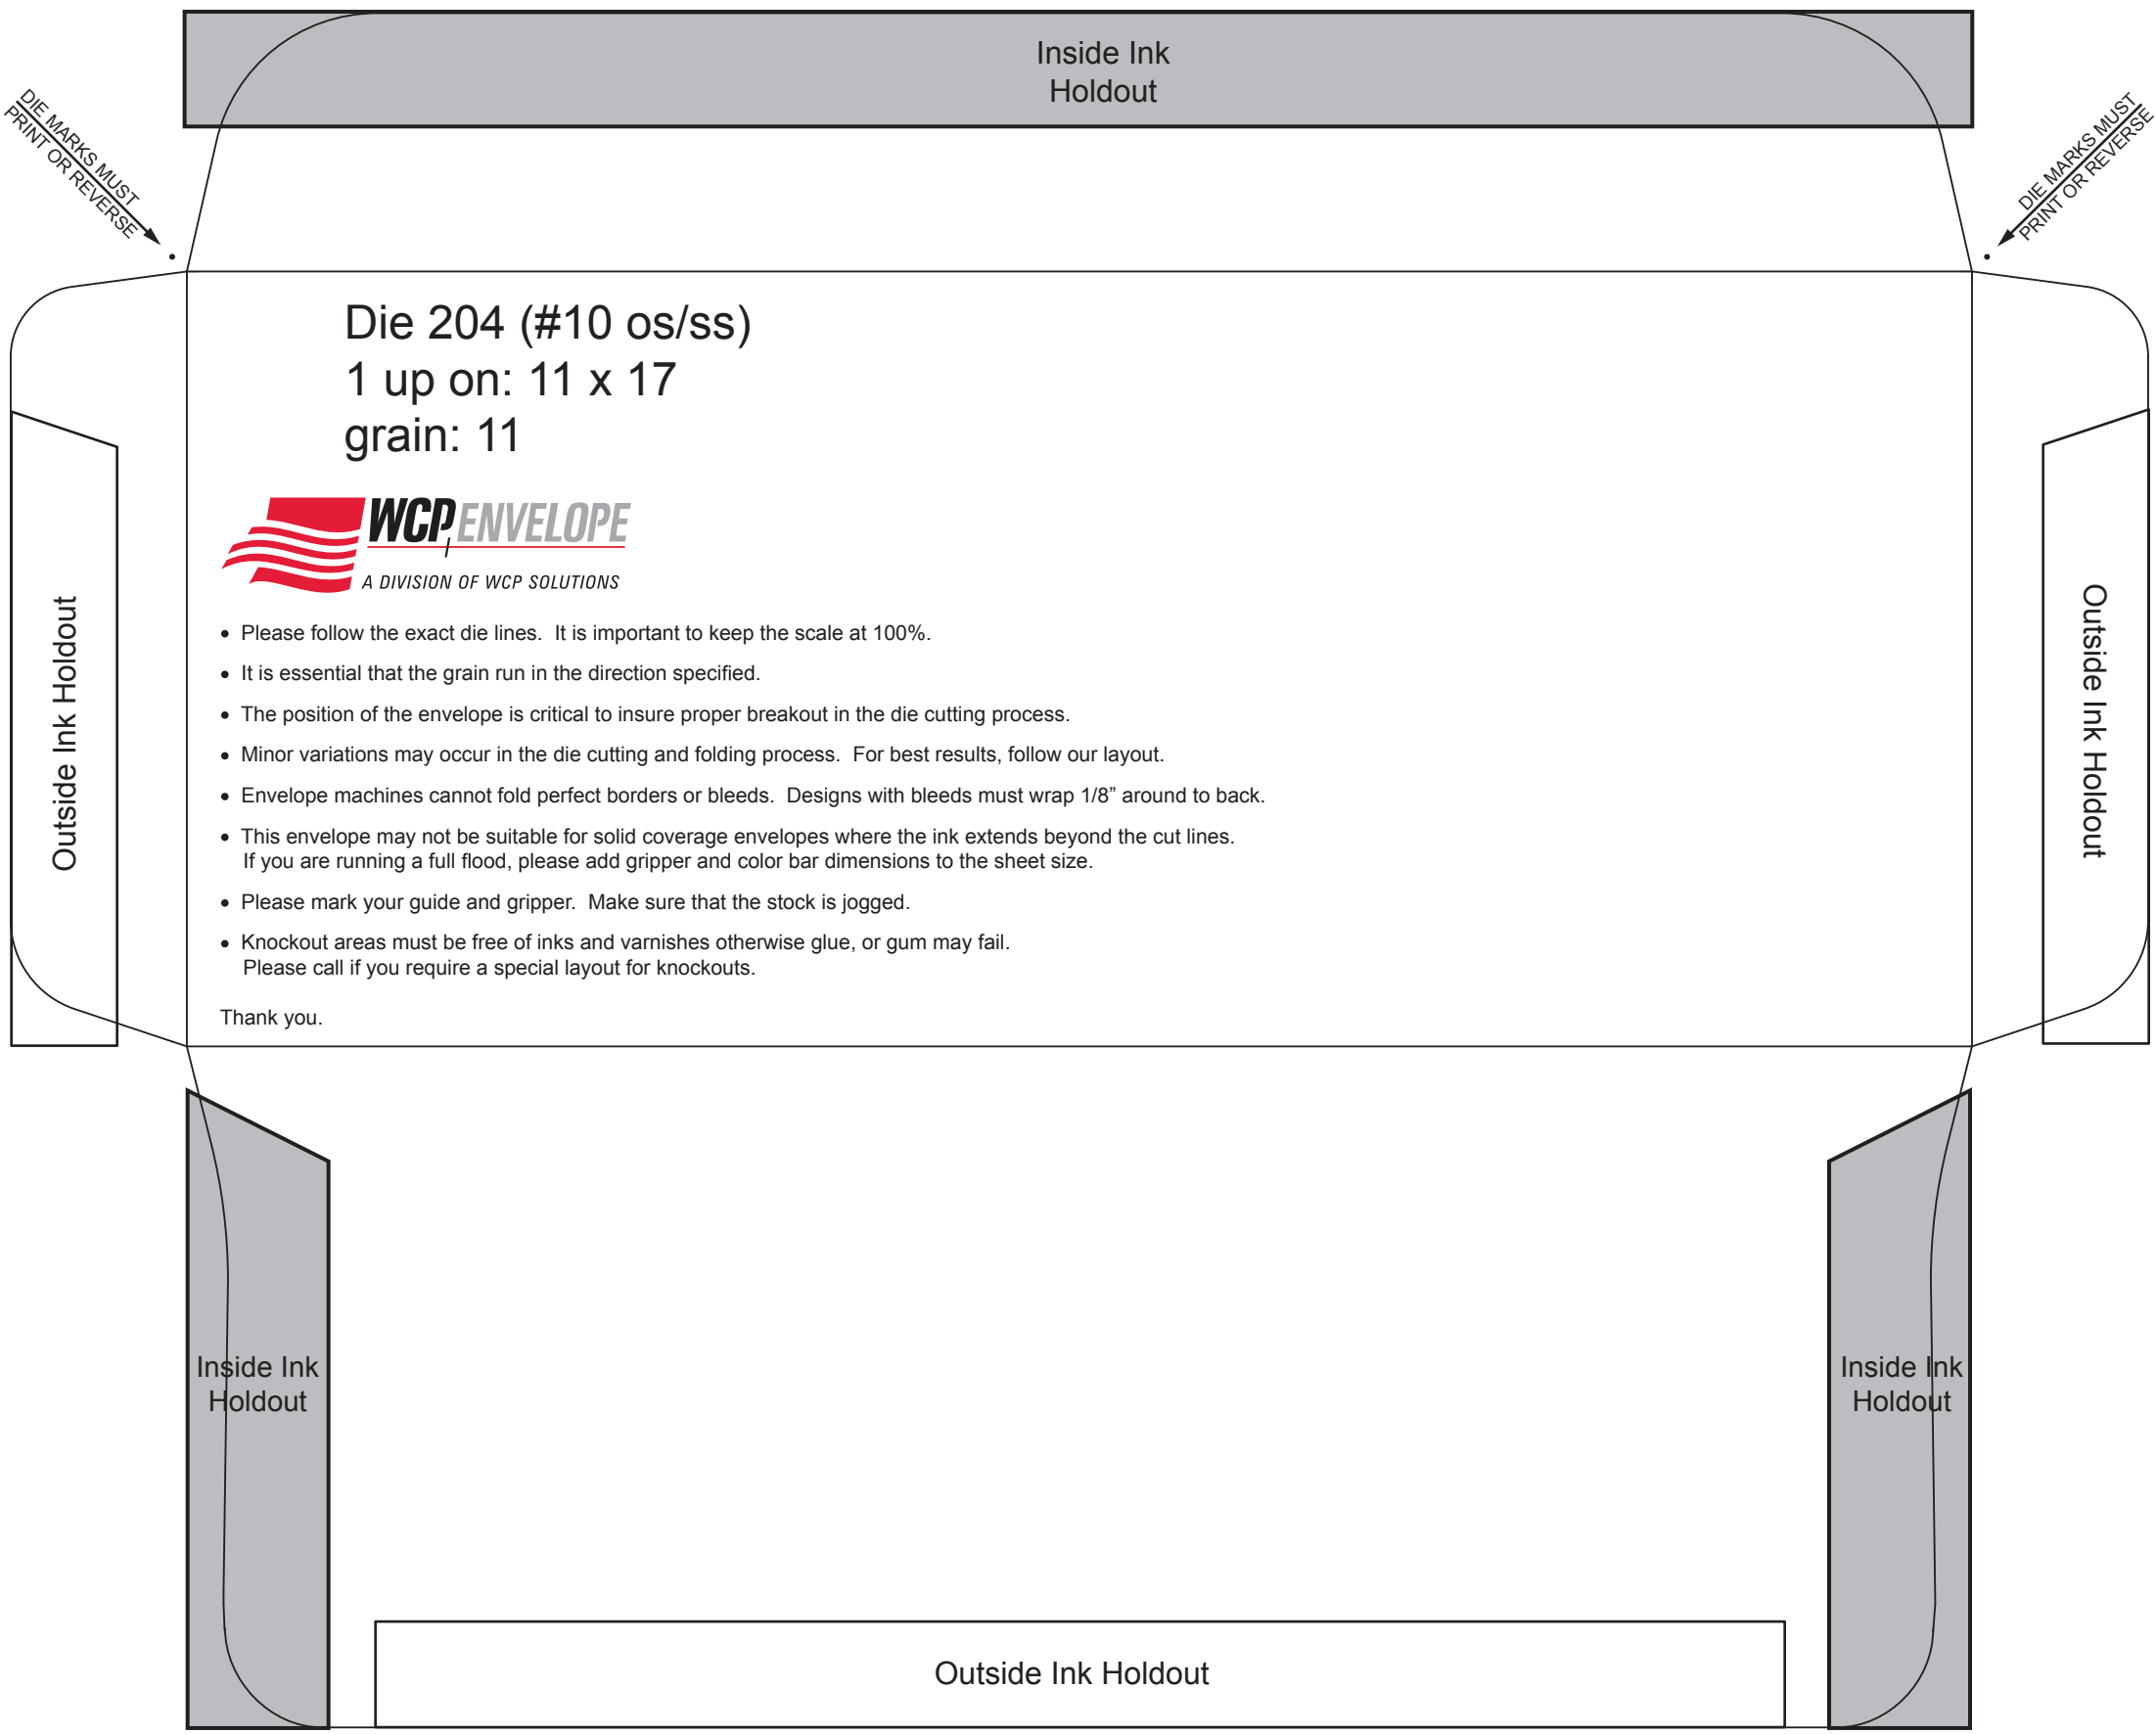 Inside Ink
Holdout
DIE MARKS MUST
PRINT OR REVERSE
DIE MARKS MUST
PRINT OR REVERSE
Die 204 (#10 os/ss)
1 up on: 11 x 17
grain: 11
WCP ENVELOPE
A DIVISION OF WCP SOLUTIONS
• Please follow the exact die lines.  It is important to keep the scale at 100%.
• It is essential that the grain run in the direction specified.
• The position of the envelope is critical to insure proper breakout in the die cutting process.
• Minor variations may occur in the die cutting and folding process.  For best results, follow our layout.
• Envelope machines cannot fold perfect borders or bleeds.  Designs with bleeds must wrap 1/8” around to back.
• This envelope may not be suitable for solid coverage envelopes where the ink extends beyond the cut lines.
If you are running a full flood, please add gripper and color bar dimensions to the sheet size.
• Please mark your guide and gripper.  Make sure that the stock is jogged.
• Knockout areas must be free of inks and varnishes otherwise glue, or gum may fail.
Please call if you require a special layout for knockouts.
Thank you.
Outside Ink Holdout
Outside Ink Holdout
Inside Ink
Holdout
Inside Ink
Holdout
Outside Ink Holdout